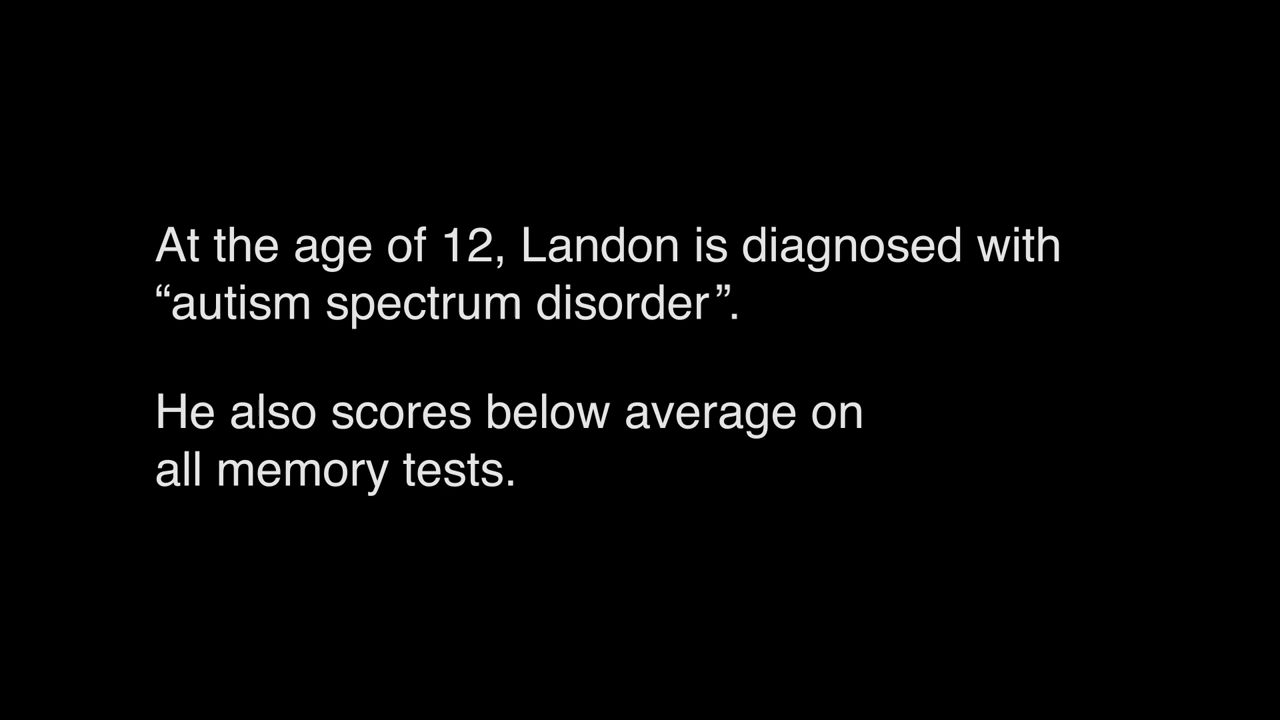 At the age of 12, Landon is diagnosed with
“autism spectrum disorder”.
He also scores below average on
all memory tests.